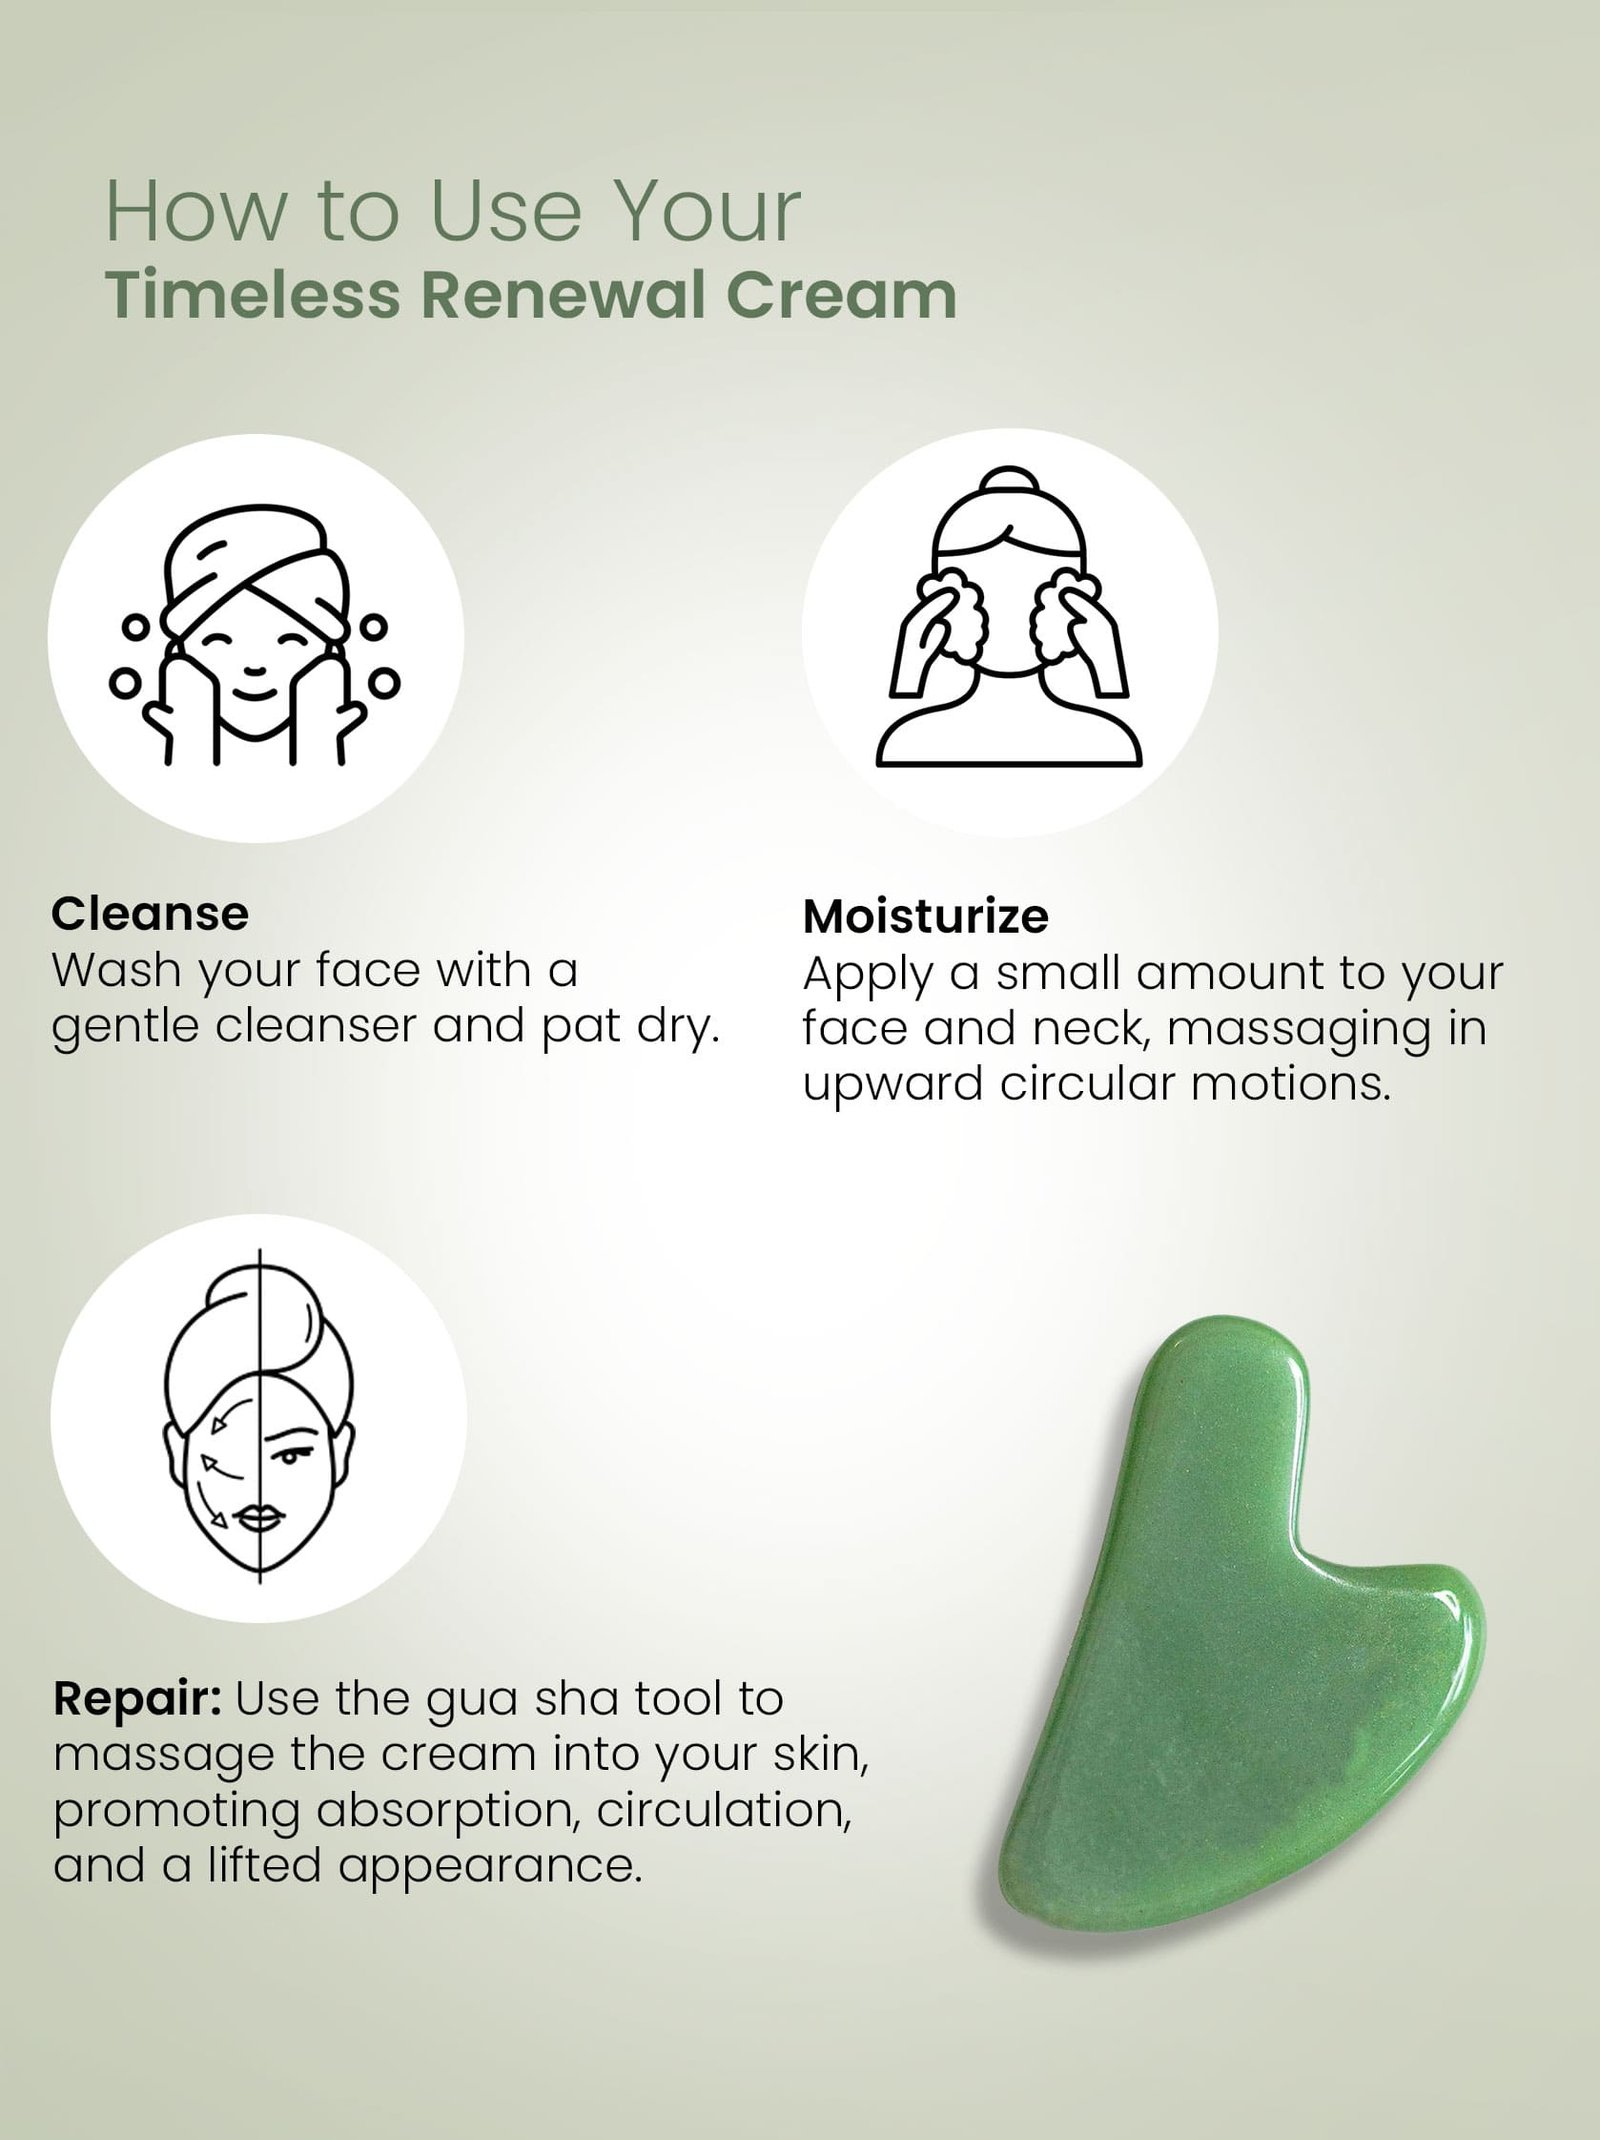 How to Use Your
Timeless Renewal Cream
Cleanse
Wash your face with a
gentle cleanser and pat dry.
Moisturize
Apply a small amount to your
face and neck, massaging in
upward circular motions.
Repair: Use the gua sha tool to
massage the cream into your skin,
promoting absorption, circulation,
and a lifted appearance.